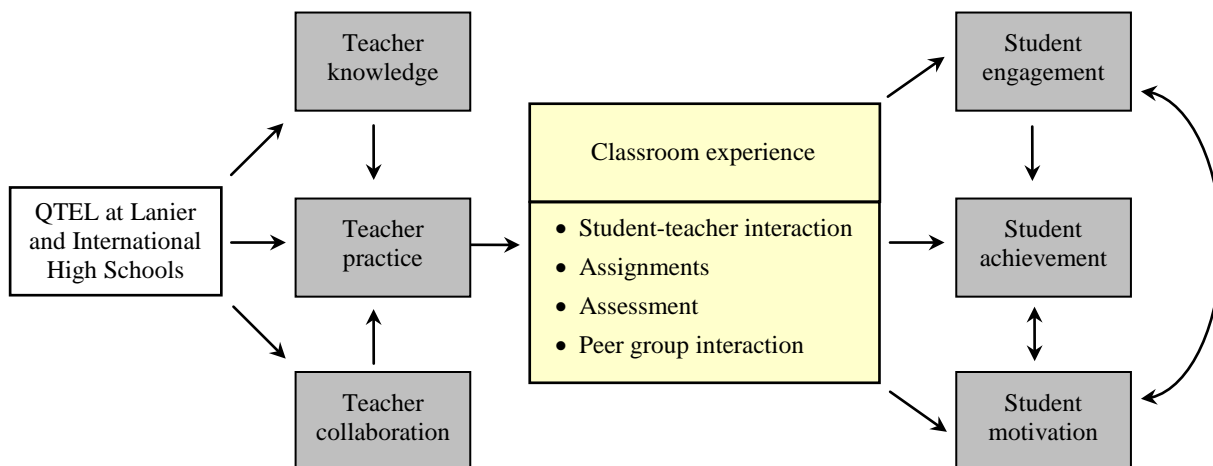 Teacher
knowledge
Student
engagement
Classroom experience
QTEL at Lanier
and International
High Schools
Teacher
practice
• Student-teacher interaction
• Assignments
• Assessment
• Peer group interaction
Student
achievement
Teacher
collaboration
Student
motivation